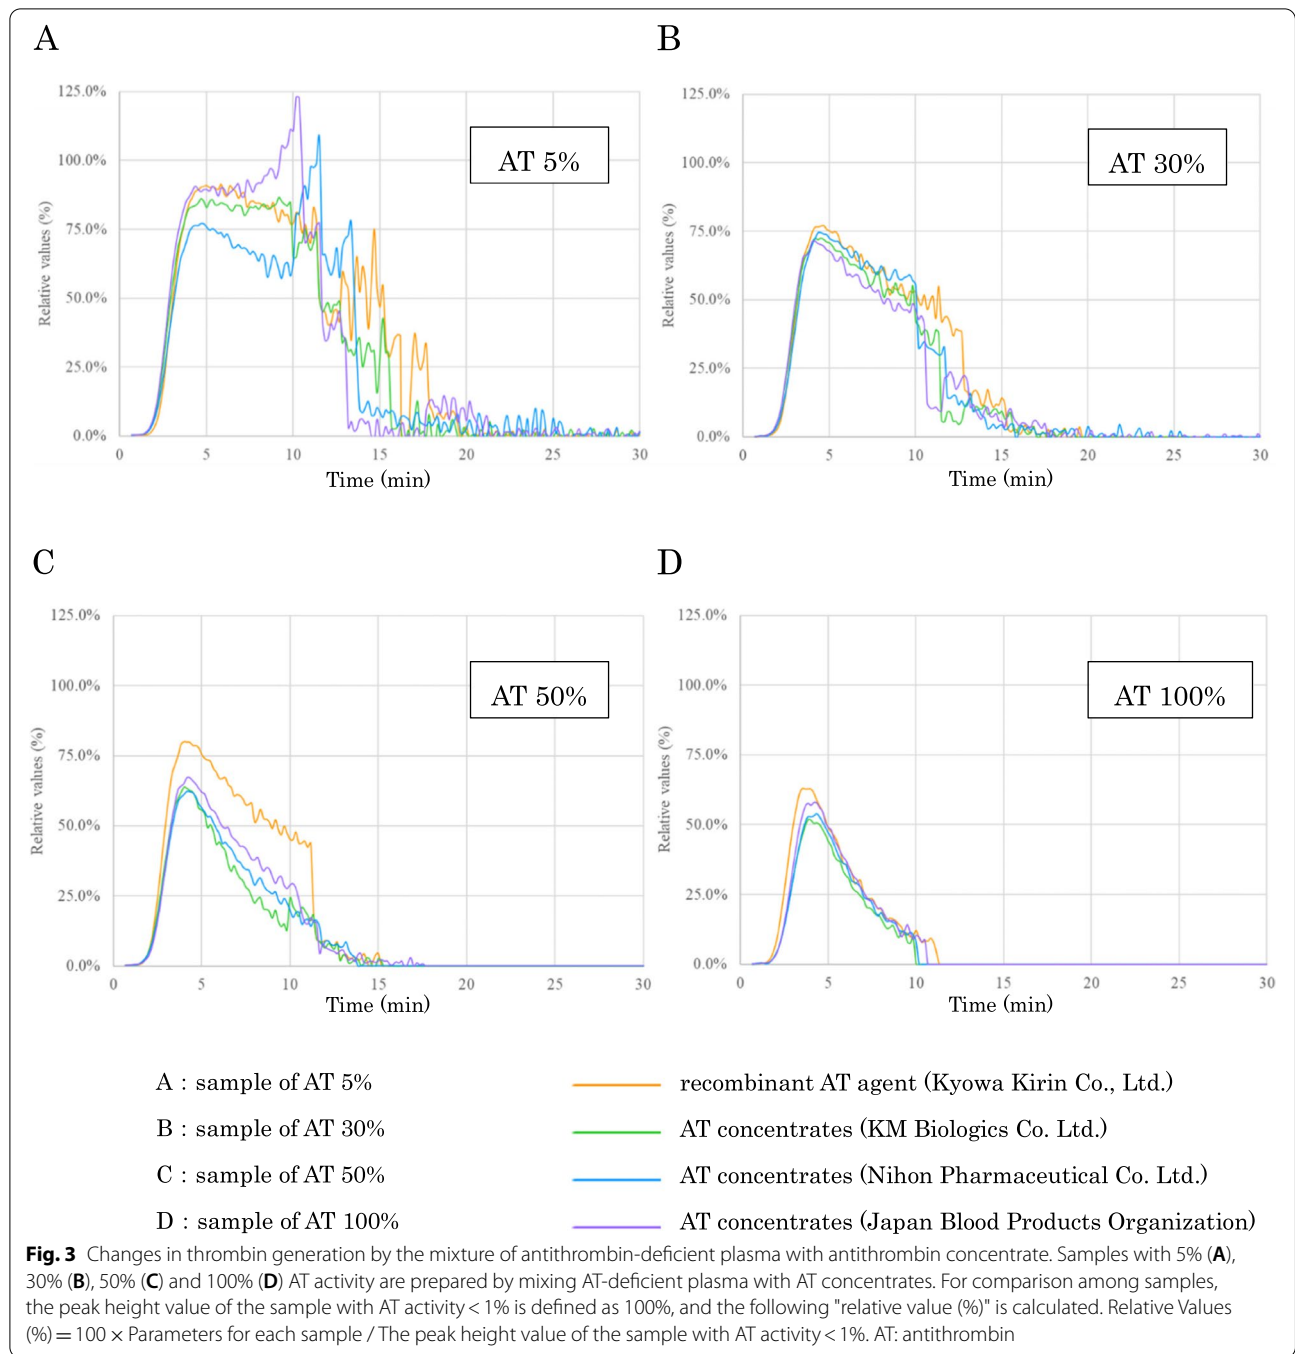 A
125.0%
100.0%
75.0%
50.0%
25.0%
0.0%
Relative values (%)
AT 5%
0 5 10 15 20 25 30
Time (min)
B
125.0%
100.0%
75.0%
50.0%
25.0%
0.0%
Relative values (%)
AT 30%
0 5 10 15 20 25 30
Time (min)
C
125.0%
100.0%
75.0%
50.0%
25.0%
0.0%
Relative values (%)
AT 50%
0 5 10 15 20 25 30
Time (min)
D
125.0%
100.0%
75.0%
50.0%
25.0%
0.0%
Relative values (%)
AT 100%
0 5 10 15 20 25 30
Time (min)
A : sample of AT 5%
B : sample of AT 30%
C : sample of AT 50%
D : sample of AT 100%
recombinant AT agent (Kyowa Kirin Co., Ltd.)
AT concentrates (KM Biologics Co. Ltd.)
AT concentrates (Nihon Pharmaceutical Co. Ltd.)
AT concentrates (Japan Blood Products Organization)
Fig. 3 Changes in thrombin generation by the mixture of antithrombin-deficient plasma with antithrombin concentrate. Samples with 5% (A),
30% (B), 50% (C) and 100% (D) AT activity are prepared by mixing AT-deficient plasma with AT concentrates. For comparison among samples,
the peak height value of the sample with AT activity < 1% is defined as 100%, and the following "relative value (%)" is calculated. Relative Values
(%) = 100 × Parameters for each sample / The peak height value of the sample with AT activity < 1%. AT: antithrombin